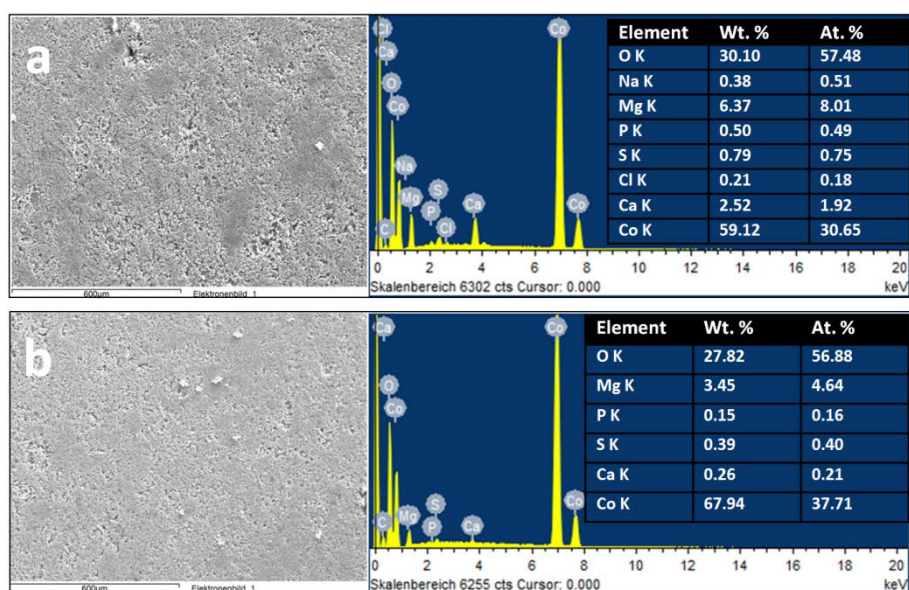 a
600µm Elektronenbild 1
Cl
Ca
O
Co
Na
Mg
C
P
S
Cl
Ca
Co
Co
0 2 4 6 8 10 12 14 16 18 20
Skalenbereich 6302 cts Cursor: 0.000 keV
Element Wt. % At. %
O K 30.10 57.48
Na K 0.38 0.51
Mg K 6.37 8.01
P K 0.50 0.49
S K 0.79 0.75
Cl K 0.21 0.18
Ca K 2.52 1.92
Co K 59.12 30.65
b
600µm Elektronenbild 1
Ca
O
Co
C
Mg
P
S
Ca
Co
Co
0 2 4 6 8 10 12 14 16 18 20
Skalenbereich 6255 cts Cursor: 0.000 keV
Element Wt. % At. %
O K 27.82 56.88
Mg K 3.45 4.64
P K 0.15 0.16
S K 0.39 0.40
Ca K 0.26 0.21
Co K 67.94 37.71